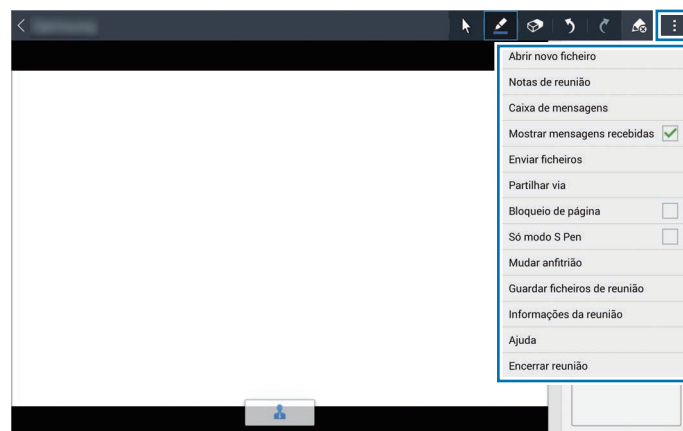 Abrir novo ficheiro
Notas de reunião
Caixa de mensagens
Mostrar mensagens recebidas
Enviar ficheiros
Partilhar via
Bloqueio de página
Só modo S Pen
Mudar anfitrião
Guardar ficheiros de reunião
Informações da reunião
Ajuda
Encerrar reunião